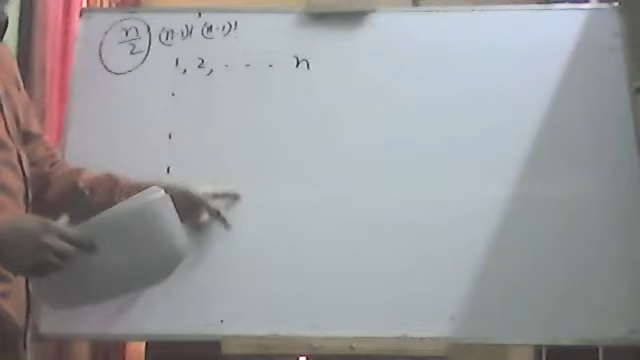 n/2 (n-1)! (n-1)!
1, 2, . . . . n